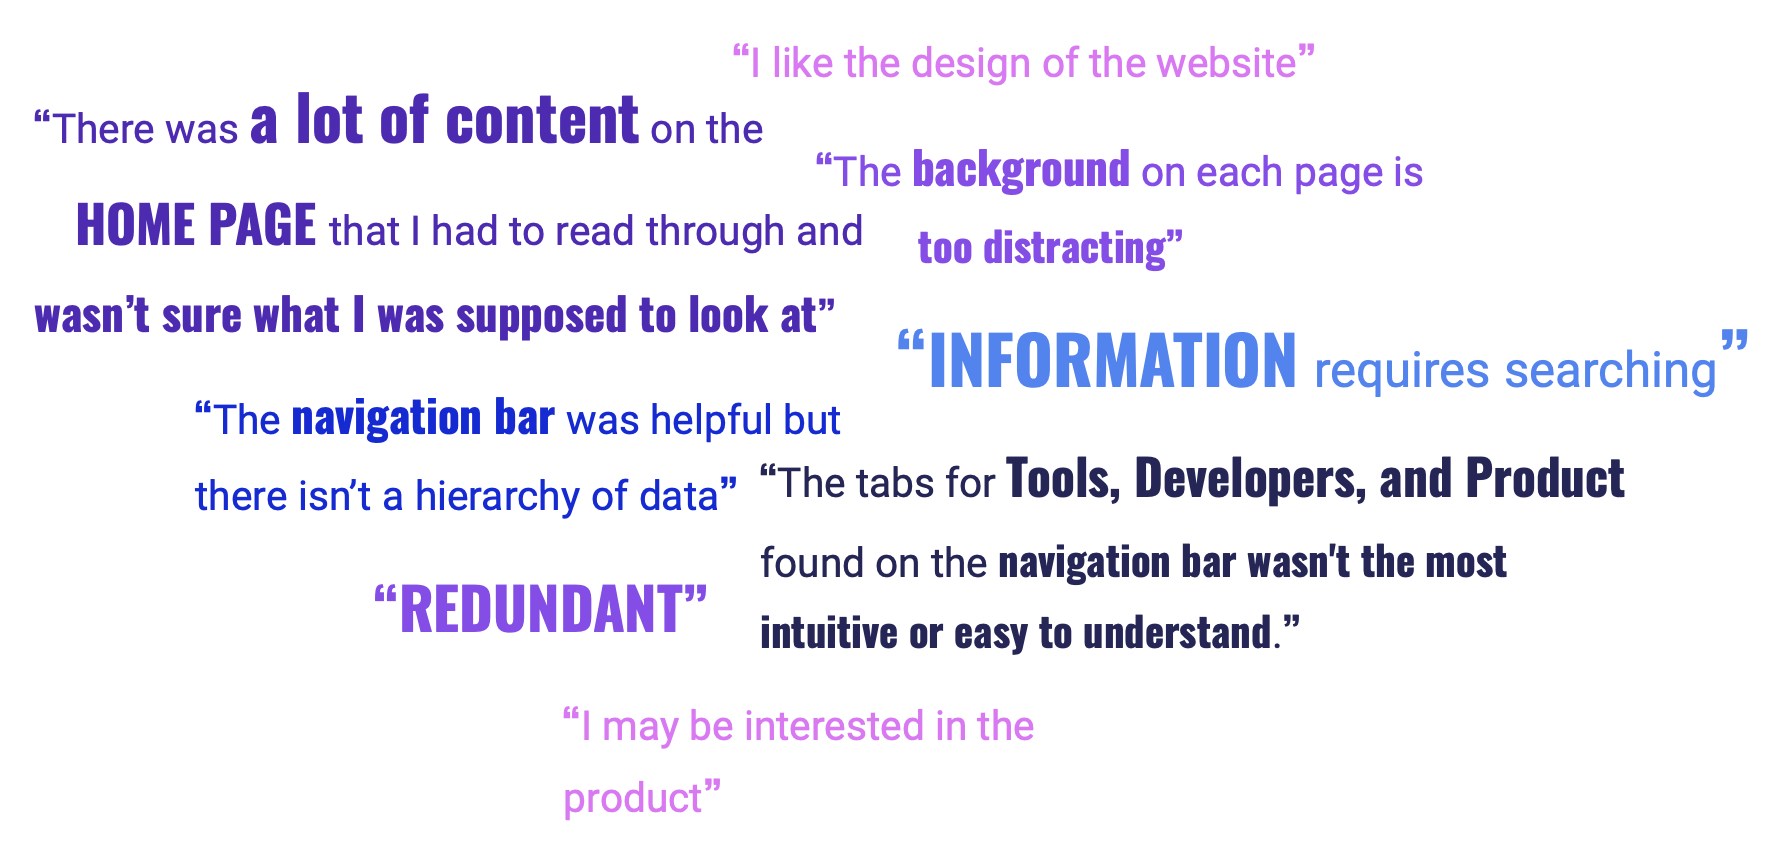 “I like the design of the website”
“There was a lot of content on the
HOME PAGE that I had to read through and
wasn’t sure what I was supposed to look at”
“The background on each page is
too distracting”
“INFORMATION requires searching”
“The navigation bar was helpful but
there isn’t a hierarchy of data”
“The tabs for Tools, Developers, and Product
found on the navigation bar wasn't the most
intuitive or easy to understand.”
“REDUNDANT”
“I may be interested in the
product”